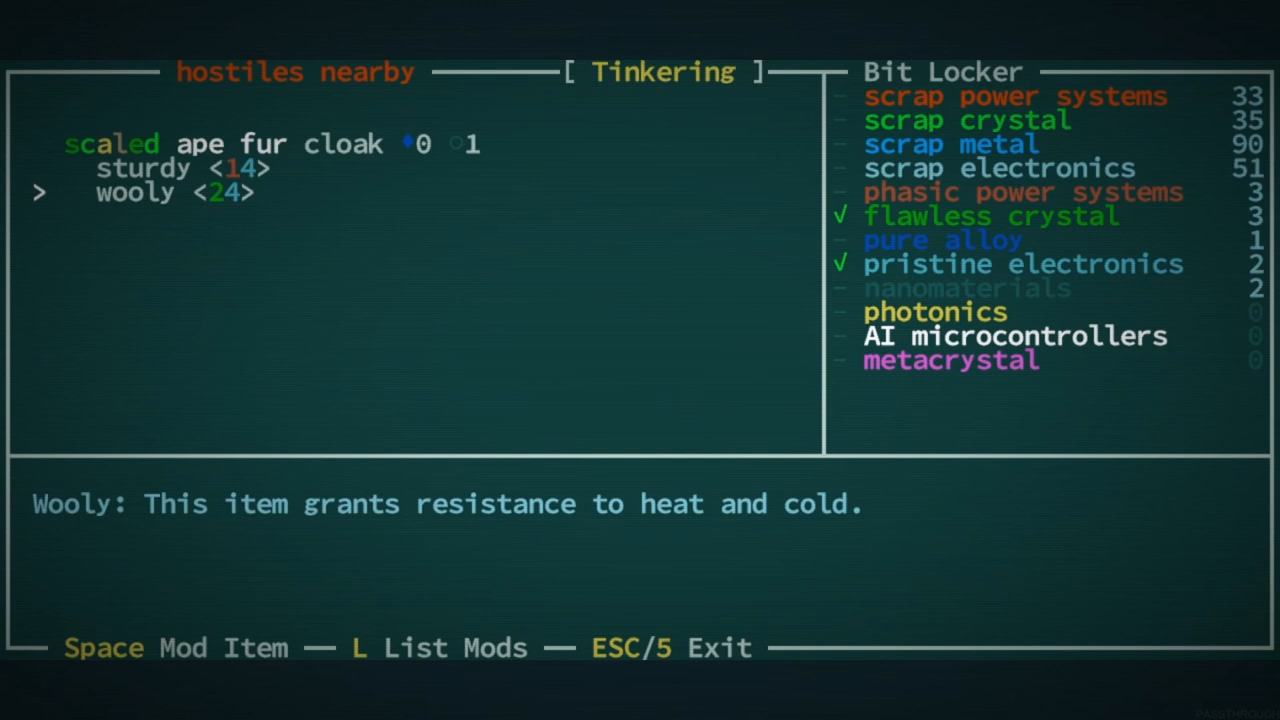 hostiles nearby [ Tinkering ] Bit Locker
scaled ape fur cloak ♦0 ○1
sturdy <14>
> wooly <24>
- scrap power systems 33
- scrap crystal 35
- scrap metal 90
- scrap electronics 51
- phasic power systems 3
√ flawless crystal 3
- pure alloy 1
√ pristine electronics 2
- nanomaterials 2
- photonics 0
- AI microcontrollers 0
- metacrystal 0
Wooly: This item grants resistance to heat and cold.
Space Mod Item — L List Mods — ESC/5 Exit